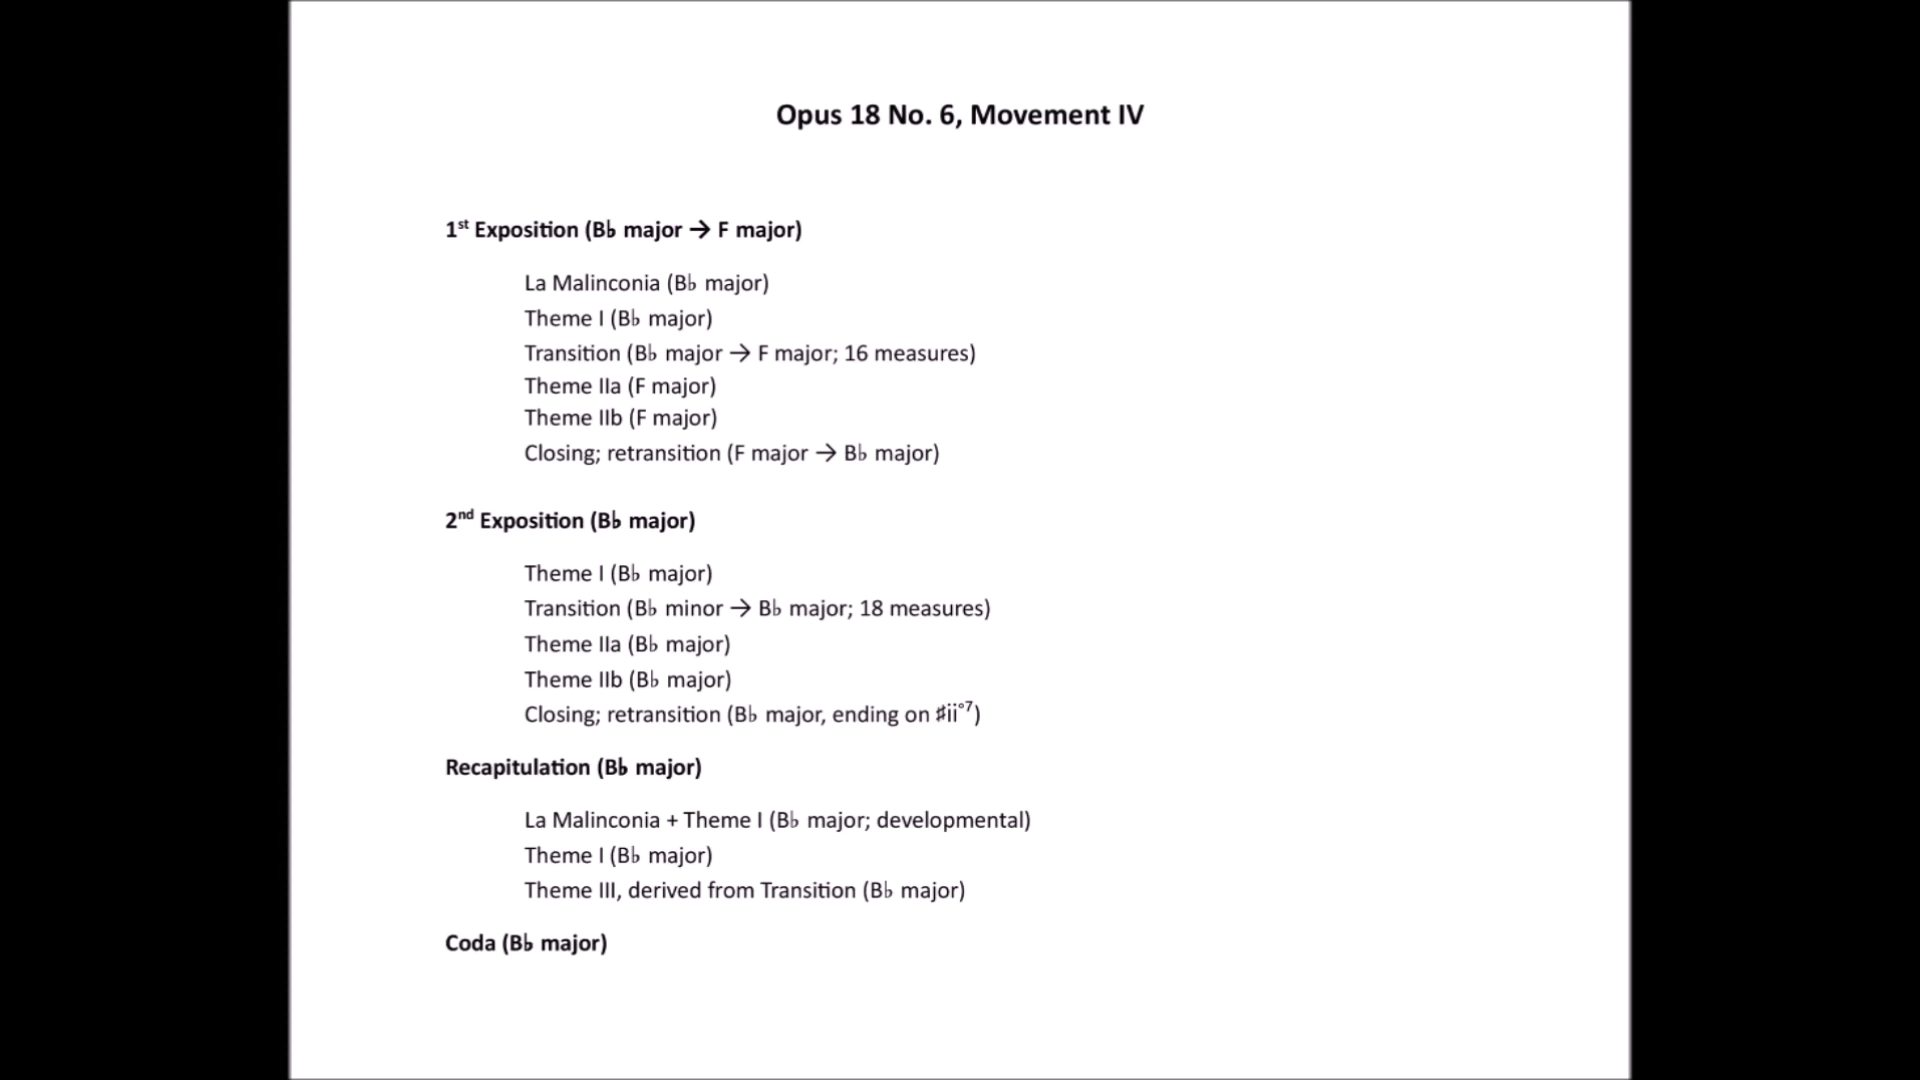 Opus 18 No. 6, Movement IV
1st Exposition (B♭ major → F major)
La Malinconia (B♭ major)
Theme I (B♭ major)
Transition (B♭ major → F major; 16 measures)
Theme IIa (F major)
Theme IIb (F major)
Closing; retransition (F major → B♭ major)
2nd Exposition (B♭ major)
Theme I (B♭ major)
Transition (B♭ minor → B♭ major; 18 measures)
Theme IIa (B♭ major)
Theme IIb (B♭ major)
Closing; retransition (B♭ major, ending on ♯ii°7)
Recapitulation (B♭ major)
La Malinconia + Theme I (B♭ major; developmental)
Theme I (B♭ major)
Theme III, derived from Transition (B♭ major)
Coda (B♭ major)